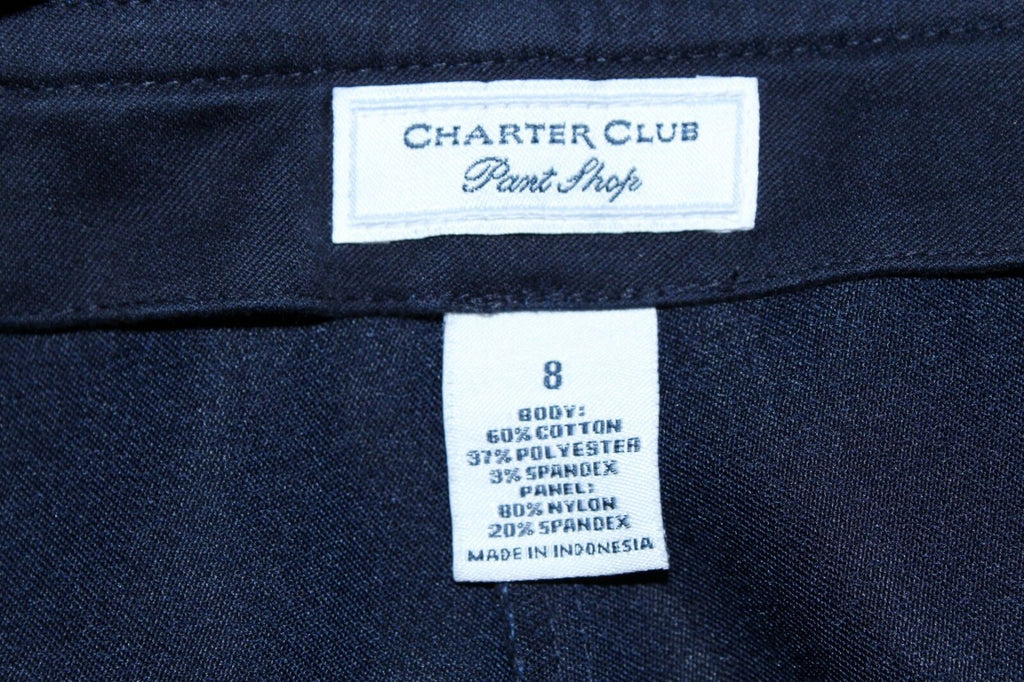 CHARTER CLUB
Pant Shop
8
BODY:
60% COTTON
37% POLYESTER
3% SPANDEX
PANEL:
80% NYLON
20% SPANDEX
MADE IN INDONESIA